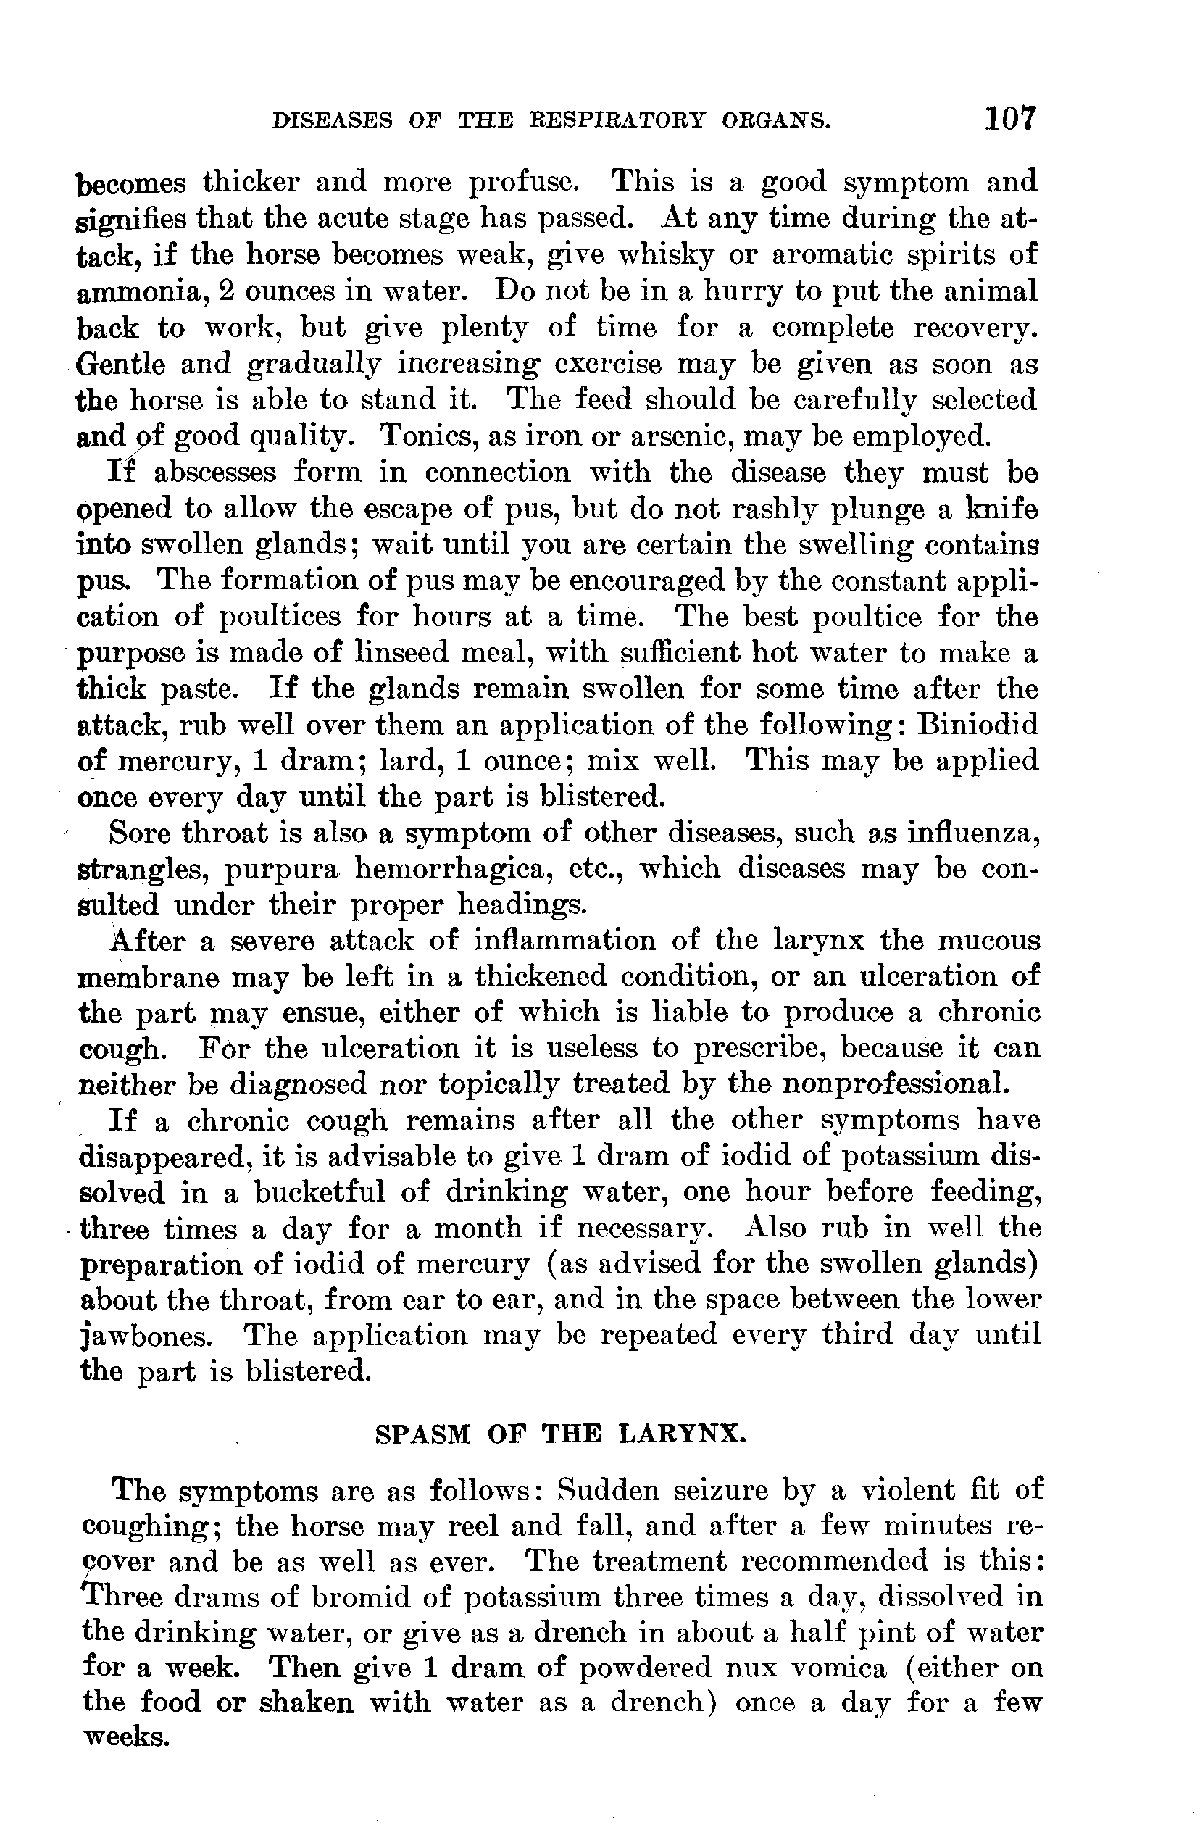 DISEASES OF THE RESPIRATORY ORGANS. 107
becomes thicker and more profuse. This is a good symptom and
signifies that the acute stage has passed. At any time during the at-
tack, if the horse becomes weak, give whisky or aromatic spirits of
ammonia, 2 ounces in water. Do not be in a hurry to put the animal
back to work, but give plenty of time for a complete recovery.
Gentle and gradually increasing exercise may be given as soon as
the horse is able to stand it. The feed should be carefully selected
and of good quality. Tonics, as iron or arsenic, may be employed.
If abscesses form in connection with the disease they must be
opened to allow the escape of pus, but do not rashly plunge a knife
into swollen glands; wait until you are certain the swelling contains
pus. The formation of pus may be encouraged by the constant appli-
cation of poultices for hours at a time. The best poultice for the
purpose is made of linseed meal, with sufficient hot water to make a
thick paste. If the glands remain swollen for some time after the
attack, rub well over them an application of the following: Biniodid
of mercury, 1 dram; lard, 1 ounce; mix well. This may be applied
once every day until the part is blistered.
Sore throat is also a symptom of other diseases, such as influenza,
strangles, purpura hemorrhagica, etc., which diseases may be con-
sulted under their proper headings.
After a severe attack of inflammation of the larynx the mucous
membrane may be left in a thickened condition, or an ulceration of
the part may ensue, either of which is liable to produce a chronic
cough. For the ulceration it is useless to prescribe, because it can
neither be diagnosed nor topically treated by the nonprofessional.
If a chronic cough remains after all the other symptoms have
disappeared, it is advisable to give 1 dram of iodid of potassium dis-
solved in a bucketful of drinking water, one hour before feeding,
three times a day for a month if necessary. Also rub in well the
preparation of iodid of mercury (as advised for the swollen glands)
about the throat, from ear to ear, and in the space between the lower
jawbones. The application may be repeated every third day until
the part is blistered.
SPASM OF THE LARYNX.
The symptoms are as follows: Sudden seizure by a violent fit of
coughing; the horse may reel and fall, and after a few minutes re-
cover and be as well as ever. The treatment recommended is this:
Three drams of bromid of potassium three times a day, dissolved in
the drinking water, or give as a drench in about a half pint of water
for a week. Then give 1 dram of powdered nux vomica (either on
the food or shaken with water as a drench) once a day for a few
weeks.